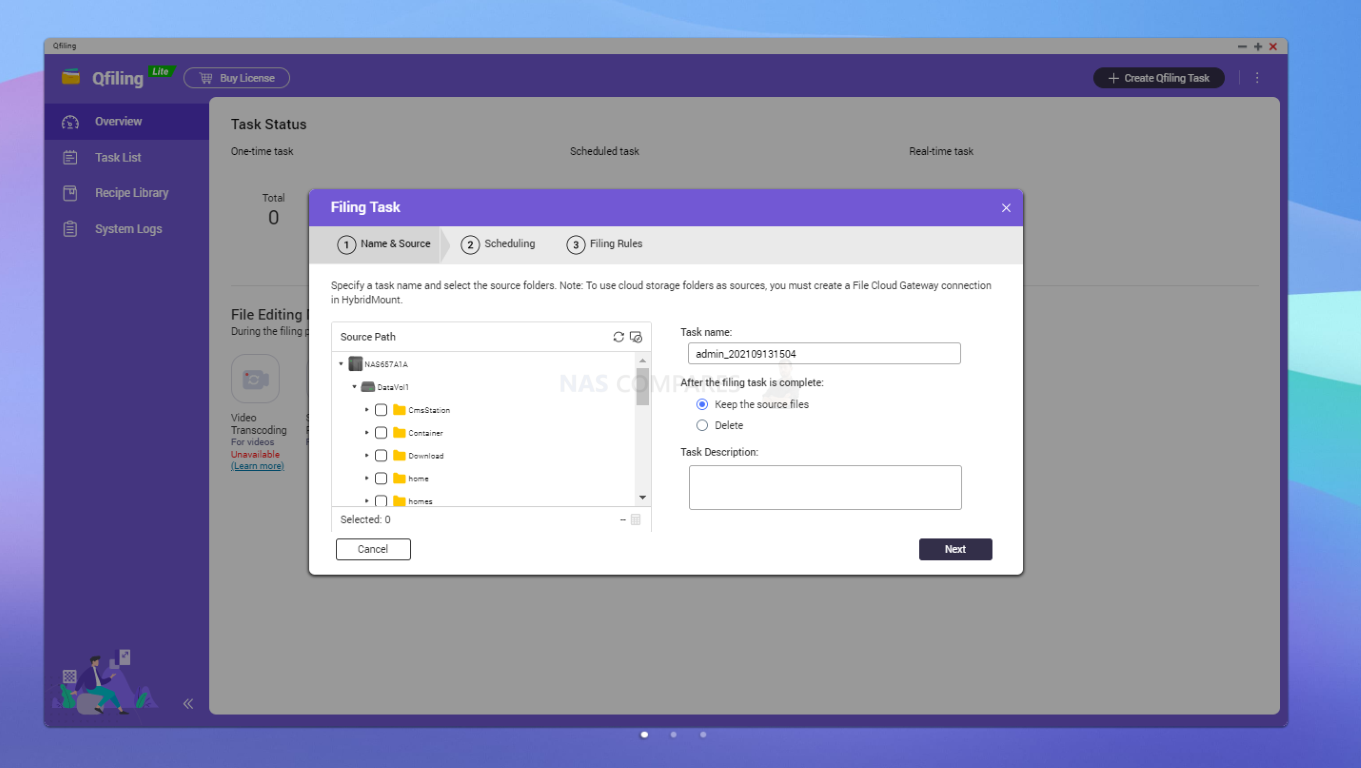 Qfiling
Qfiling Lite
Buy License
Create Qfiling Task
Overview
Task List
Recipe Library
System Logs
Task Status
One-time task
Scheduled task
Real-time task
Total
0
Filing Task
1 Name & Source
2 Scheduling
3 Filing Rules
Specify a task name and select the source folders. Note: To use cloud storage folders as sources, you must create a File Cloud Gateway connection
in HybridMount.
Source Path
NAS657A1A
DataVol1
CmsStation
Container
Download
home
homes
Selected: 0
--
Cancel
Task name:
admin_202109131504
NAS COMPARES
After the filing task is complete:
Keep the source files
Delete
Task Description:
Next
File Editing
During the filing
Video
Transcoding
For videos
Unavailable
(Learn more)